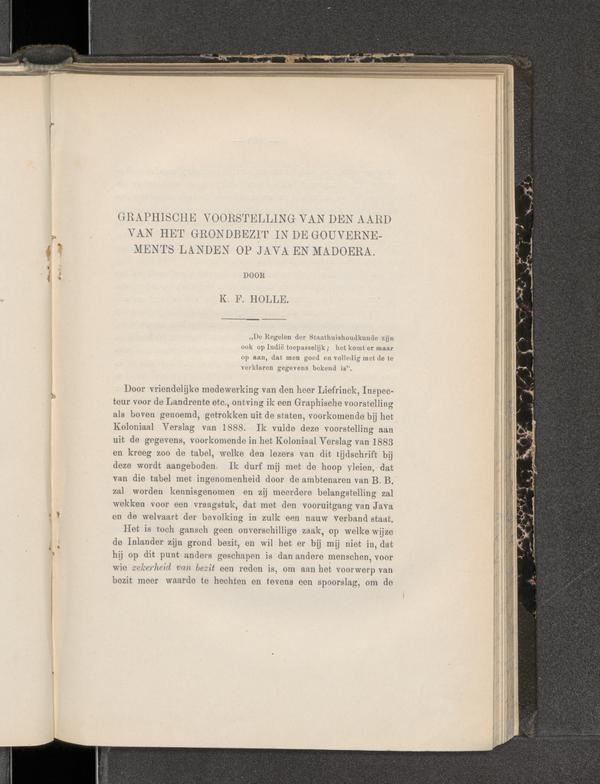 GRAPHISCHE VOORSTELLING VAN DEN AARD
VAN HET GRONDBEZIT IN DE GOUVERNE-
MENTS LANDEN OP JAVA EN MADOERA.
DOOR
K. F. HOLLE.
„De Regelen der Staathuishoudkunde zijn
ook op Indië toepasselijk; het komt er maar
op aan, dat men goed en volledig met de te
verklaren gegevens bekend is".
Door vriendelijke medewerking van den heer Liefrinck, Inspec-
teur voor de Landrente etc., ontving ik een Graphische voorstelling
als boven genoemd, getrokken uit de staten, voorkomende bij het
Koloniaal Verslag van 1888. Ik vulde deze voorstelling aan
uit de gegevens, voorkomende in het Koloniaal Verslag van 1883
en kreeg zoo de tabel, welke den lezers van dit tijdschrift bij
deze wordt aangeboden. Ik durf mij met de hoop vleien, dat
van die tabel met ingenomenheid door de ambtenaren van B. B.
zal worden kennisgenomen en zij meerdere belangstelling zal
wekken voor een vraagstuk, dat met den vooruitgang van Java
en de welvaart der bevolking in zulk een nauw verband staat.
Het is toch gansch geen onverschillige zaak, op welke wijze
de Inlander zijn grond bezit, en wil het er bij mij niet in, dat
hij op dit punt anders geschapen is dan andere menschen, voor
wie zekerheid van bezit een reden is, om aan het voorwerp van
bezit meer waarde te hechten en tevens een spoorslag, om de